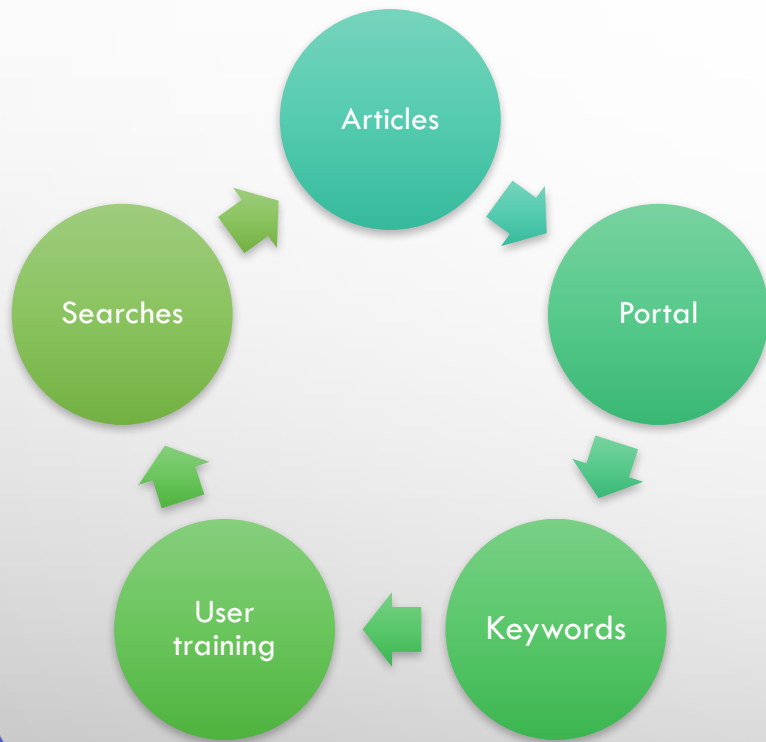 Articles
Portal
Keywords
User
training
Searches